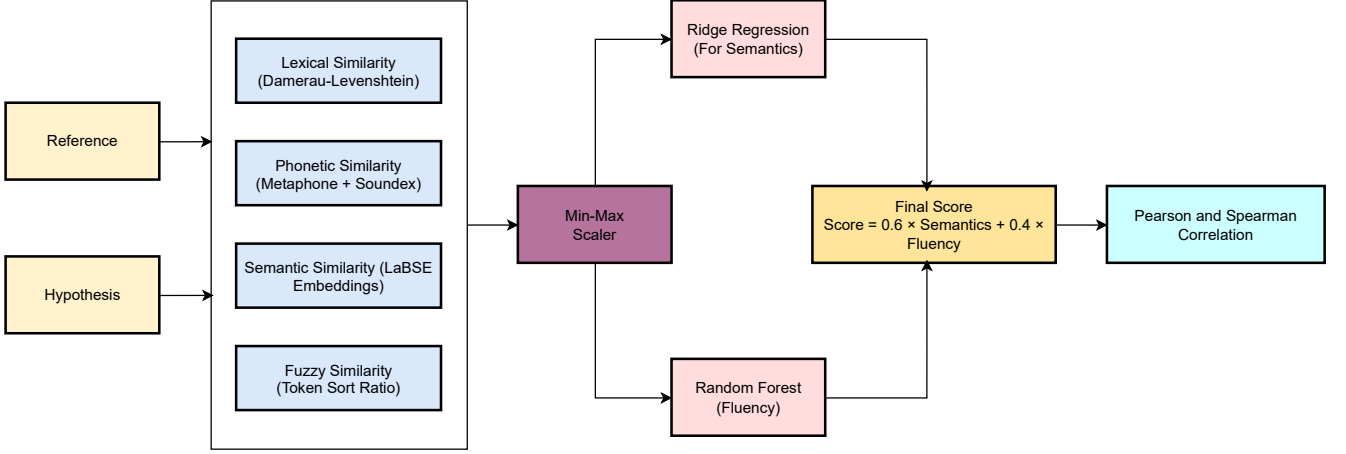 Reference
Hypothesis
Lexical Similarity
(Damerau-Levenshtein)
Phonetic Similarity
(Metaphone + Soundex)
Semantic Similarity (LaBSE
Embeddings)
Fuzzy Similarity
(Token Sort Ratio)
Min-Max
Scaler
Ridge Regression
(For Semantics)
Random Forest
(Fluency)
Final Score
Score = 0.6 × Semantics + 0.4 ×
Fluency
Pearson and Spearman
Correlation